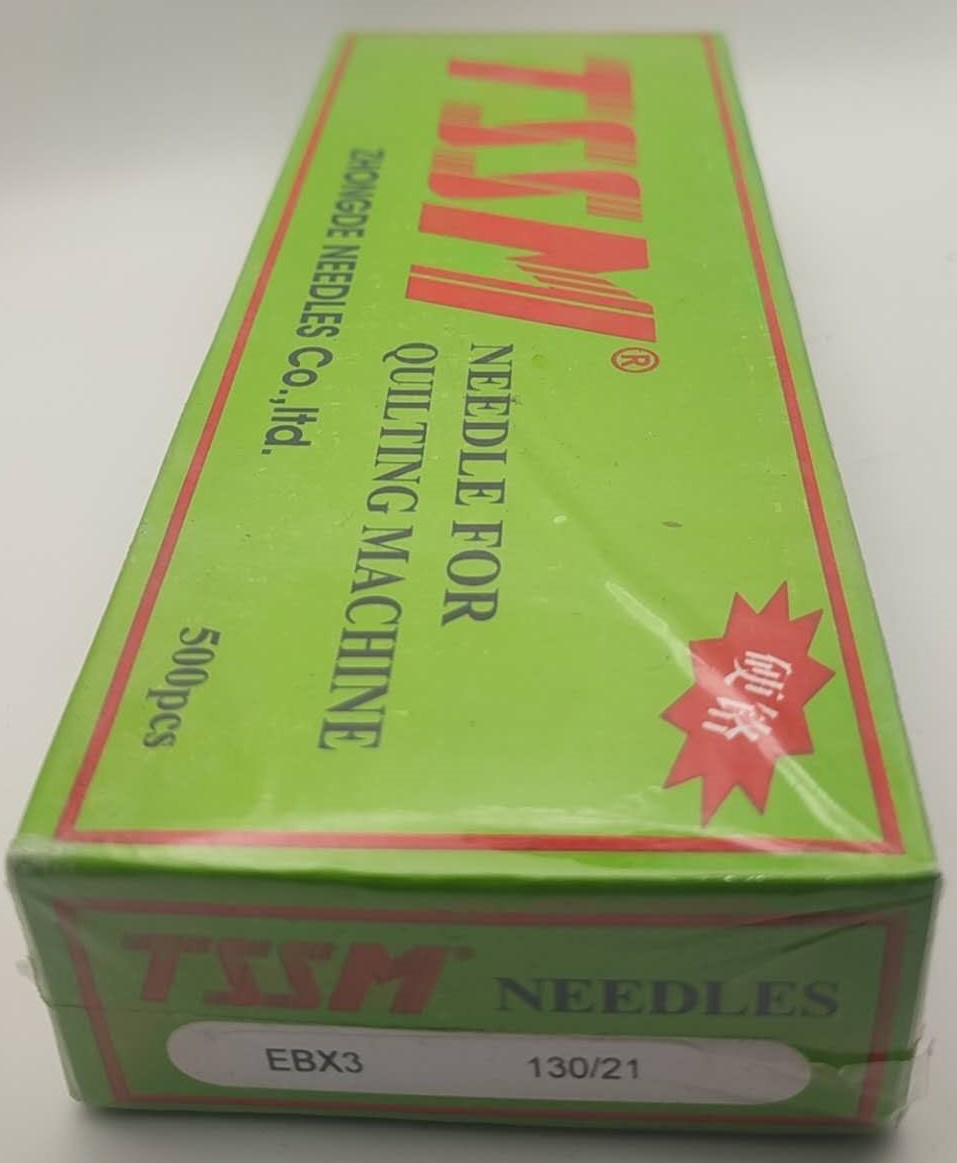 TSSM®
NEEDLE FOR
QUILTING MACHINE
ZHONGDE NEEDLES Co.,ltd.
500pcs
TSSM NEEDLES
EBX3 130/21